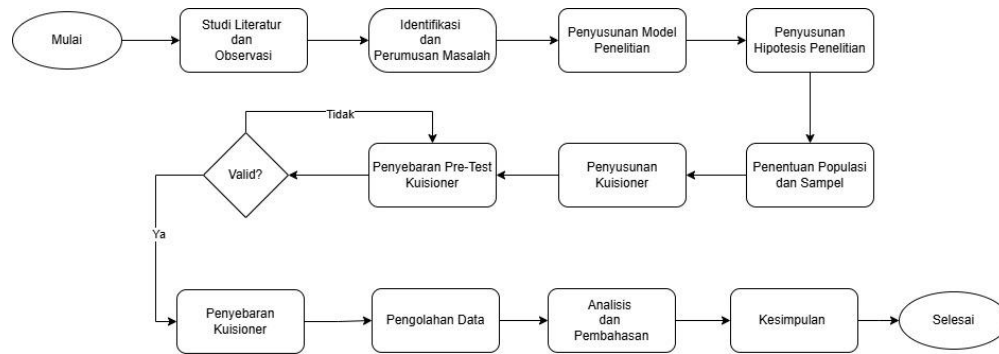 Mulai
Studi Literatur
dan
Observasi
Identifikasi
dan
Perumusan Masalah
Penyusunan Model
Penelitian
Penyusunan
Hipotesis Penelitian
Penentuan Populasi
dan Sampel
Penyusunan
Kuisioner
Penyebaran Pre-Test
Kuisioner
Valid?
Tidak
Ya
Penyebaran
Kuisioner
Pengolahan Data
Analisis
dan
Pembahasan
Kesimpulan
Selesai